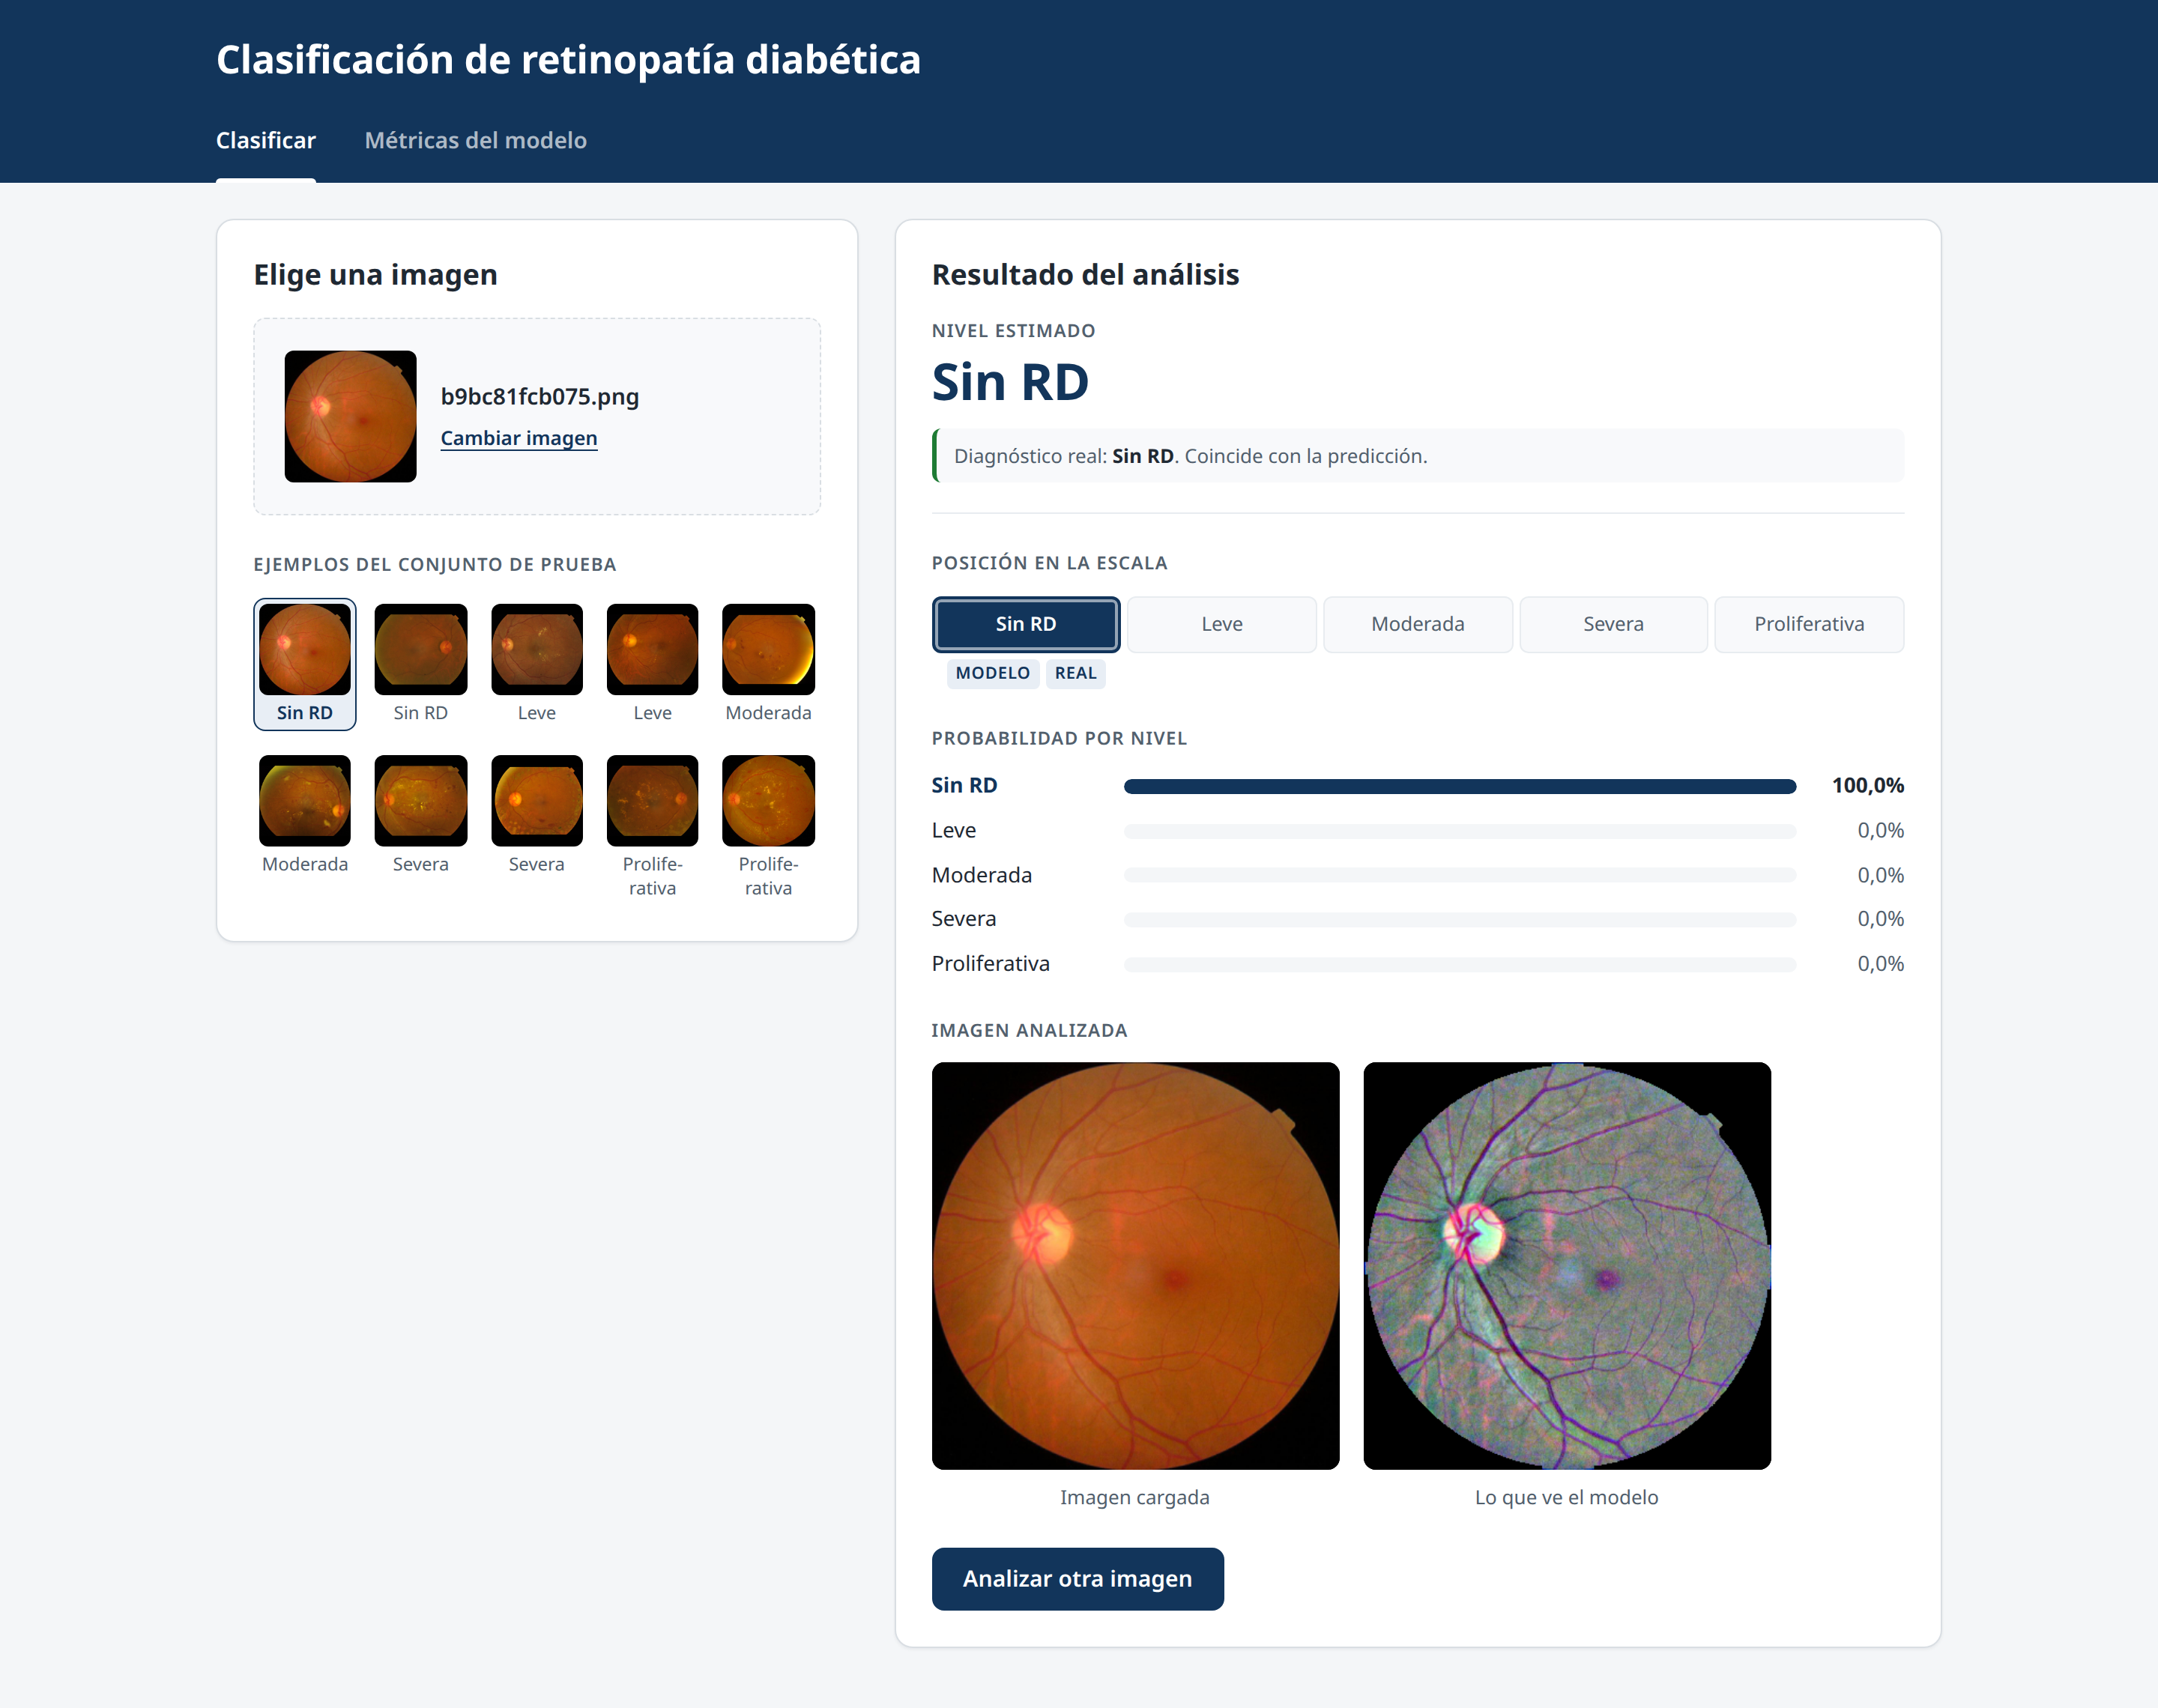 Clasificación de retinopatía diabética
Clasificar
Métricas del modelo
Elige una imagen
b9bc81fcb075.png
Cambiar imagen
EJEMPLOS DEL CONJUNTO DE PRUEBA
Sin RD
Sin RD
Leve
Leve
Moderada
Moderada
Severa
Severa
Prolife-
rativa
Prolife-
rativa
Resultado del análisis
NIVEL ESTIMADO
Sin RD
Diagnóstico real: Sin RD. Coincide con la predicción.
POSICIÓN EN LA ESCALA
Sin RD
Leve
Moderada
Severa
Proliferativa
MODELO
REAL
PROBABILIDAD POR NIVEL
Sin RD 100,0%
Leve 0,0%
Moderada 0,0%
Severa 0,0%
Proliferativa 0,0%
IMAGEN ANALIZADA
Imagen cargada
Lo que ve el modelo
Analizar otra imagen